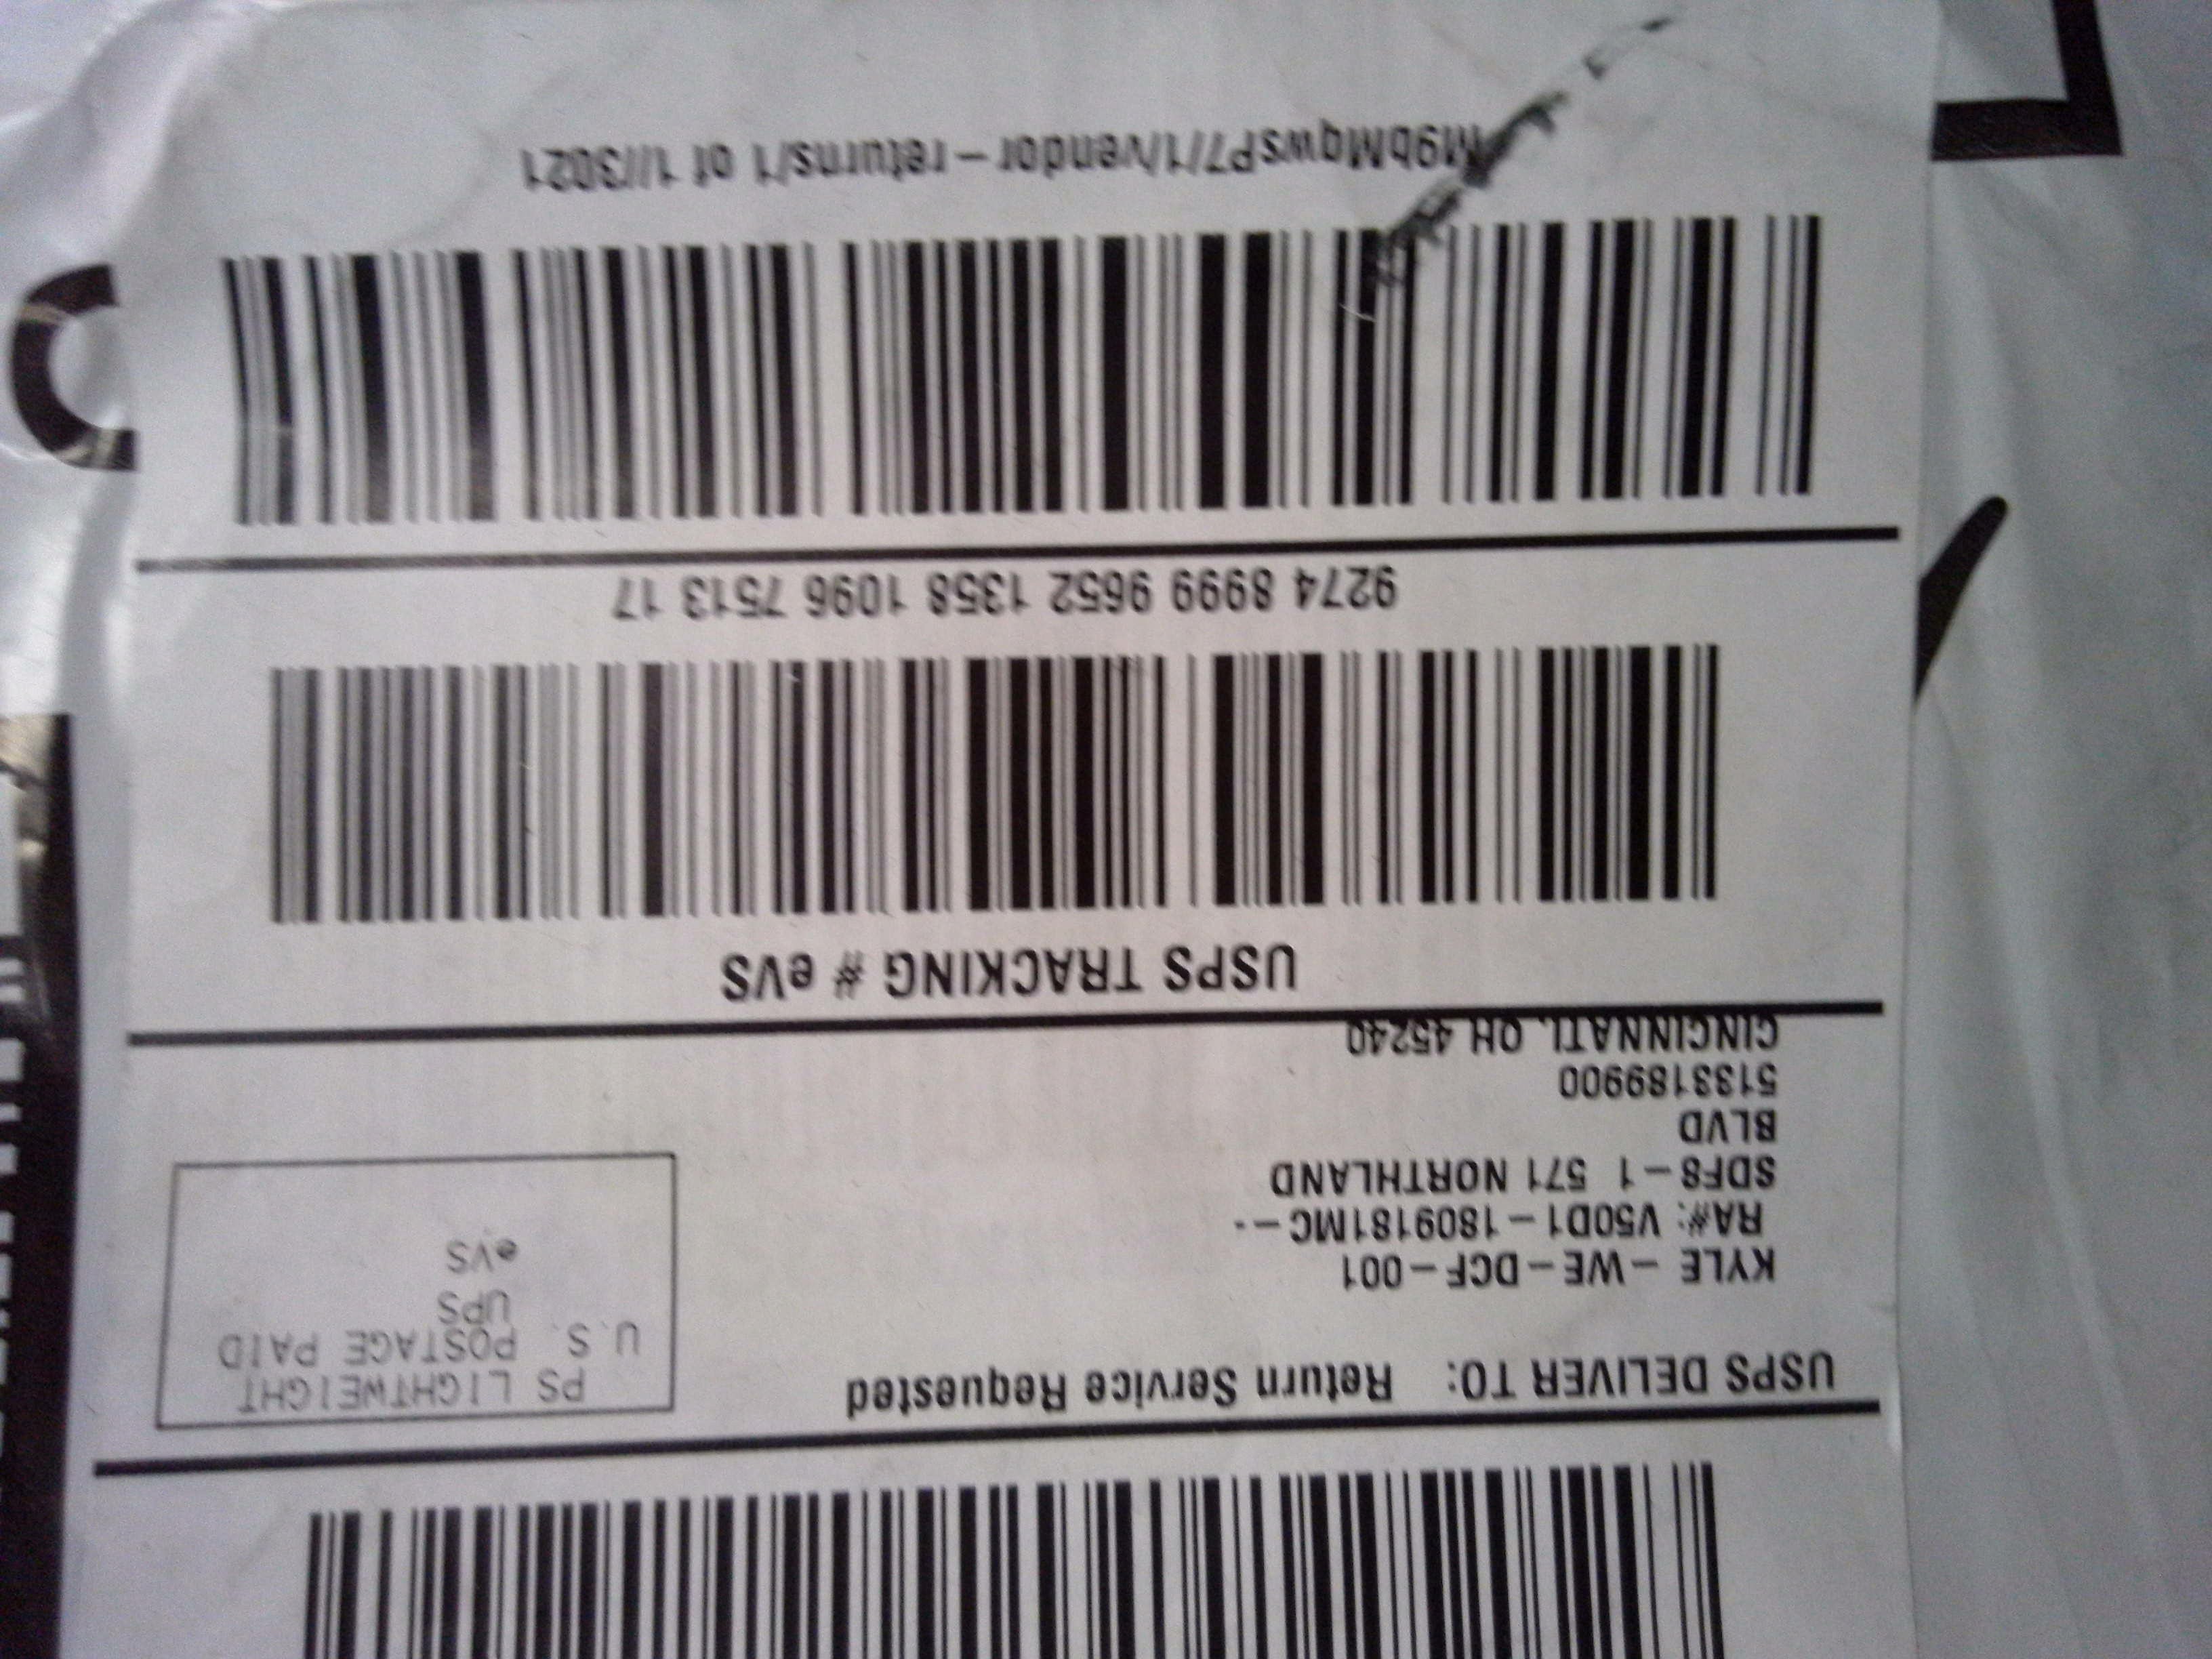 PS LIGHTWEIGHT
U.S. POSTAGE PAID
UPS
eVS
USPS DELIVER TO: Return Service Requested
KYLE - WE - DCF - 001
RA#: V50D1 - 1809181MC - -
SDF8 - 1 571 NORTHLAND
BLVD
5133189900
CINCINNATI, OH 45240
USPS TRACKING # eVS
9274 8999 9652 1358 1096 7513 17
M9bMqwsP7/1/vendor - returns/1 of 1//3021